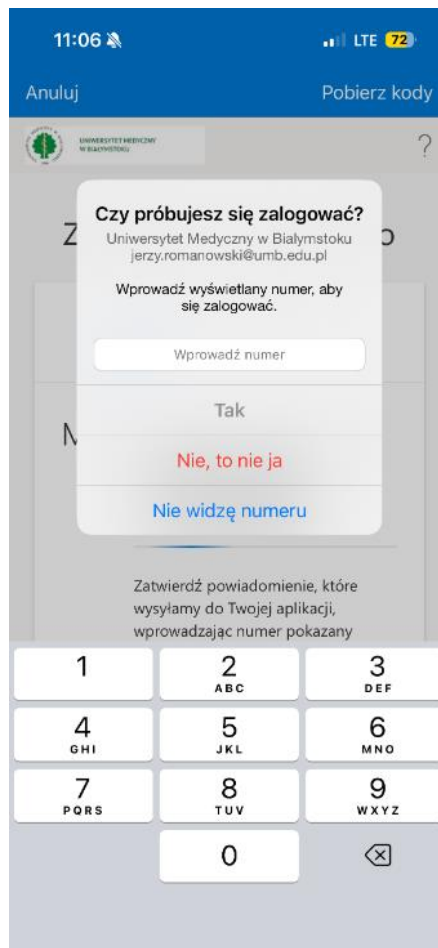 11:06 LTE 72
Anuluj Pobierz kody
UNIWERSYTET MEDYCZNY
W BIAŁYMSTOKU
?
Czy próbujesz się zalogować?
Uniwersytet Medyczny w Bialymstoku
jerzy.romanowski@umb.edu.pl
Wprowadź wyświetlany numer, aby
się zalogować.
Wprowadź numer
Tak
Nie, to nie ja
Nie widzę numeru
Zatwierdź powiadomienie, które
wysyłamy do Twojej aplikacji,
wprowadzając numer pokazany
1 2 3
ABC DEF
4 5 6
GHI JKL MNO
7 8 9
PQRS TUV WXYZ
0